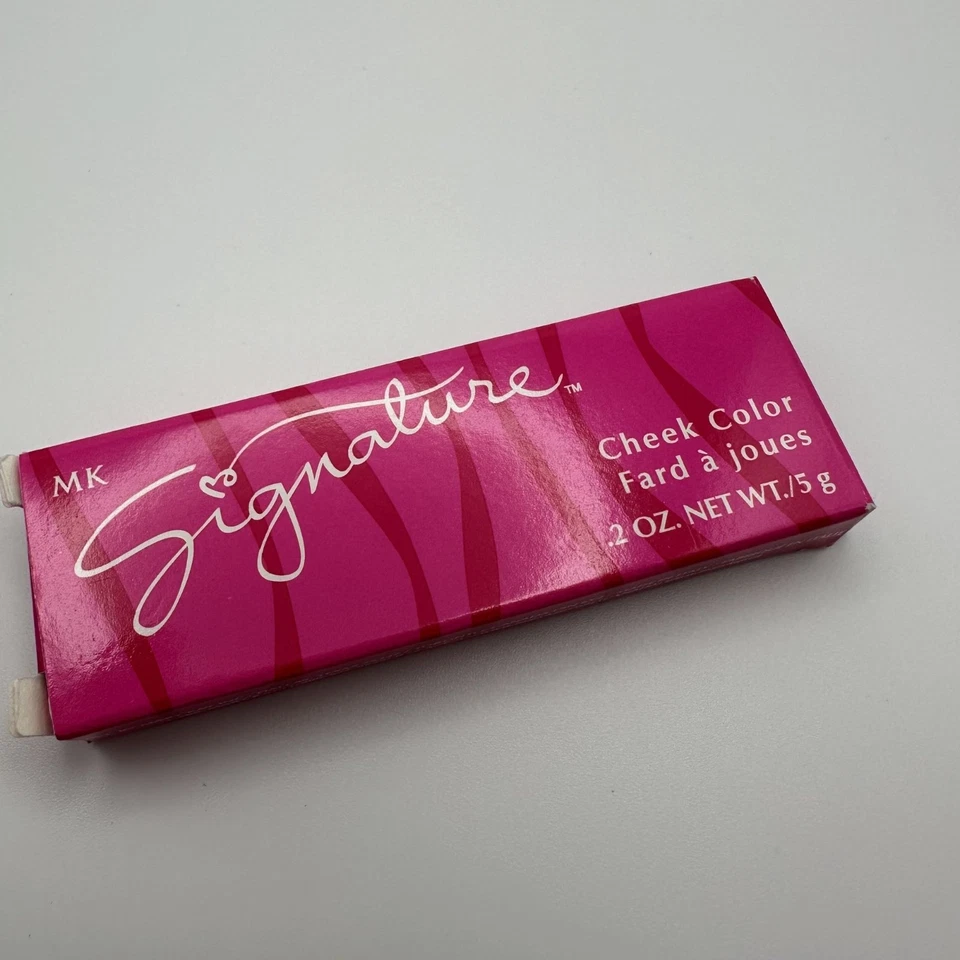 MK
Signature™
Cheek Color
Fard à joues
.2 OZ. NET WT./5 g